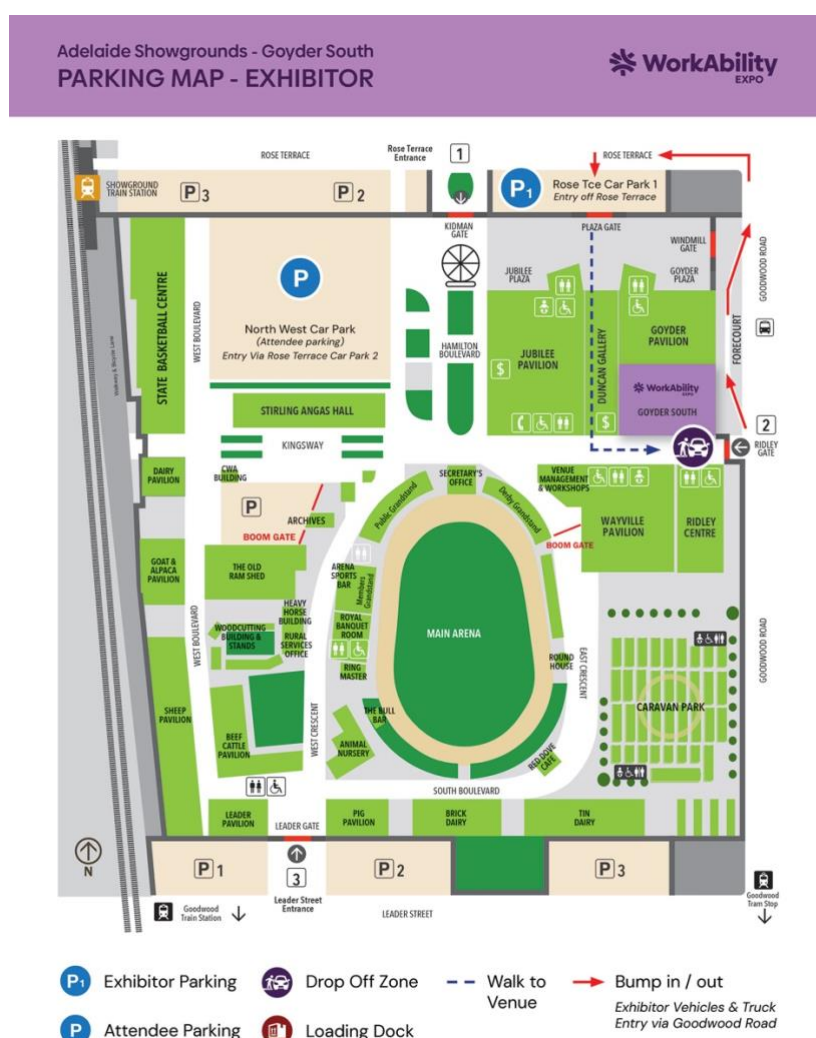 Adelaide Showgrounds - Goyder South
PARKING MAP - EXHIBITOR
WorkAbility
EXPO
ROSE TERRACE
Rose Terrace
Entrance
1
ROSE TERRACE
SHOWGROUND
TRAIN STATION
P 3
P 2
P1
Rose Tce Car Park 1
Entry off Rose Terrace
KIDMAN
GATE
PLAZA GATE
WINDMILL
GATE
GOODWOOD ROAD
STATE BASKETBALL CENTRE
WEST BOULEVARD
P
North West Car Park
(Attendee parking)
Entry Via Rose Terrace Car Park 2
HAMILTON
BOULEVARD
JUBILEE
PLAZA
GOYDER
PLAZA
JUBILEE
PAVILION
$
DUNCAN GALLERY
$
GOYDER
PAVILION
FORECOURT
WorkAbility
EXPO
GOYDER SOUTH
2
RIDLEY
GATE
STIRLING ANGAS HALL
KINGSWAY
DAIRY
PAVILION
CWA
BUILDING
P
ARCHIVES
BOOM GATE
SECRETARY'S
OFFICE
Public Grandstand
Derby Grandstand
VENUE
MANAGEMENT
& WORKSHOPS
BOOM GATE
WAYVILLE
PAVILION
RIDLEY
CENTRE
GOAT &
ALPACA
PAVILION
THE OLD
RAM SHED
ARENA
SPORTS
BAR
Members
Grandstand
HEAVY
HORSE
BUILDING
ROYAL
BANQUET
ROOM
WOODCUTTING
BUILDING &
STANDS
RURAL
SERVICES
OFFICE
RING
MASTER
MAIN ARENA
ROUND
HOUSE
EAST CRESCENT
WEST BOULEVARD
GOODWOOD ROAD
CARAVAN PARK
SHEEP
PAVILION
BEEF
CATTLE
PAVILION
WEST CRESCENT
THE BULL
BAR
ANIMAL
NURSERY
RED DOVE
CAFE
SOUTH BOULEVARD
LEADER
PAVILION
LEADER GATE
PIG
PAVILION
BRICK
DAIRY
TIN
DAIRY
N
P 1
3
P 2
P 3
Leader Street
Entrance
Goodwood
Train Station
LEADER STREET
Goodwood
Tram Stop
P1 Exhibitor Parking
Drop Off Zone
Walk to
Venue
Bump in / out
Exhibitor Vehicles & Truck
Entry via Goodwood Road
P Attendee Parking
Loading Dock